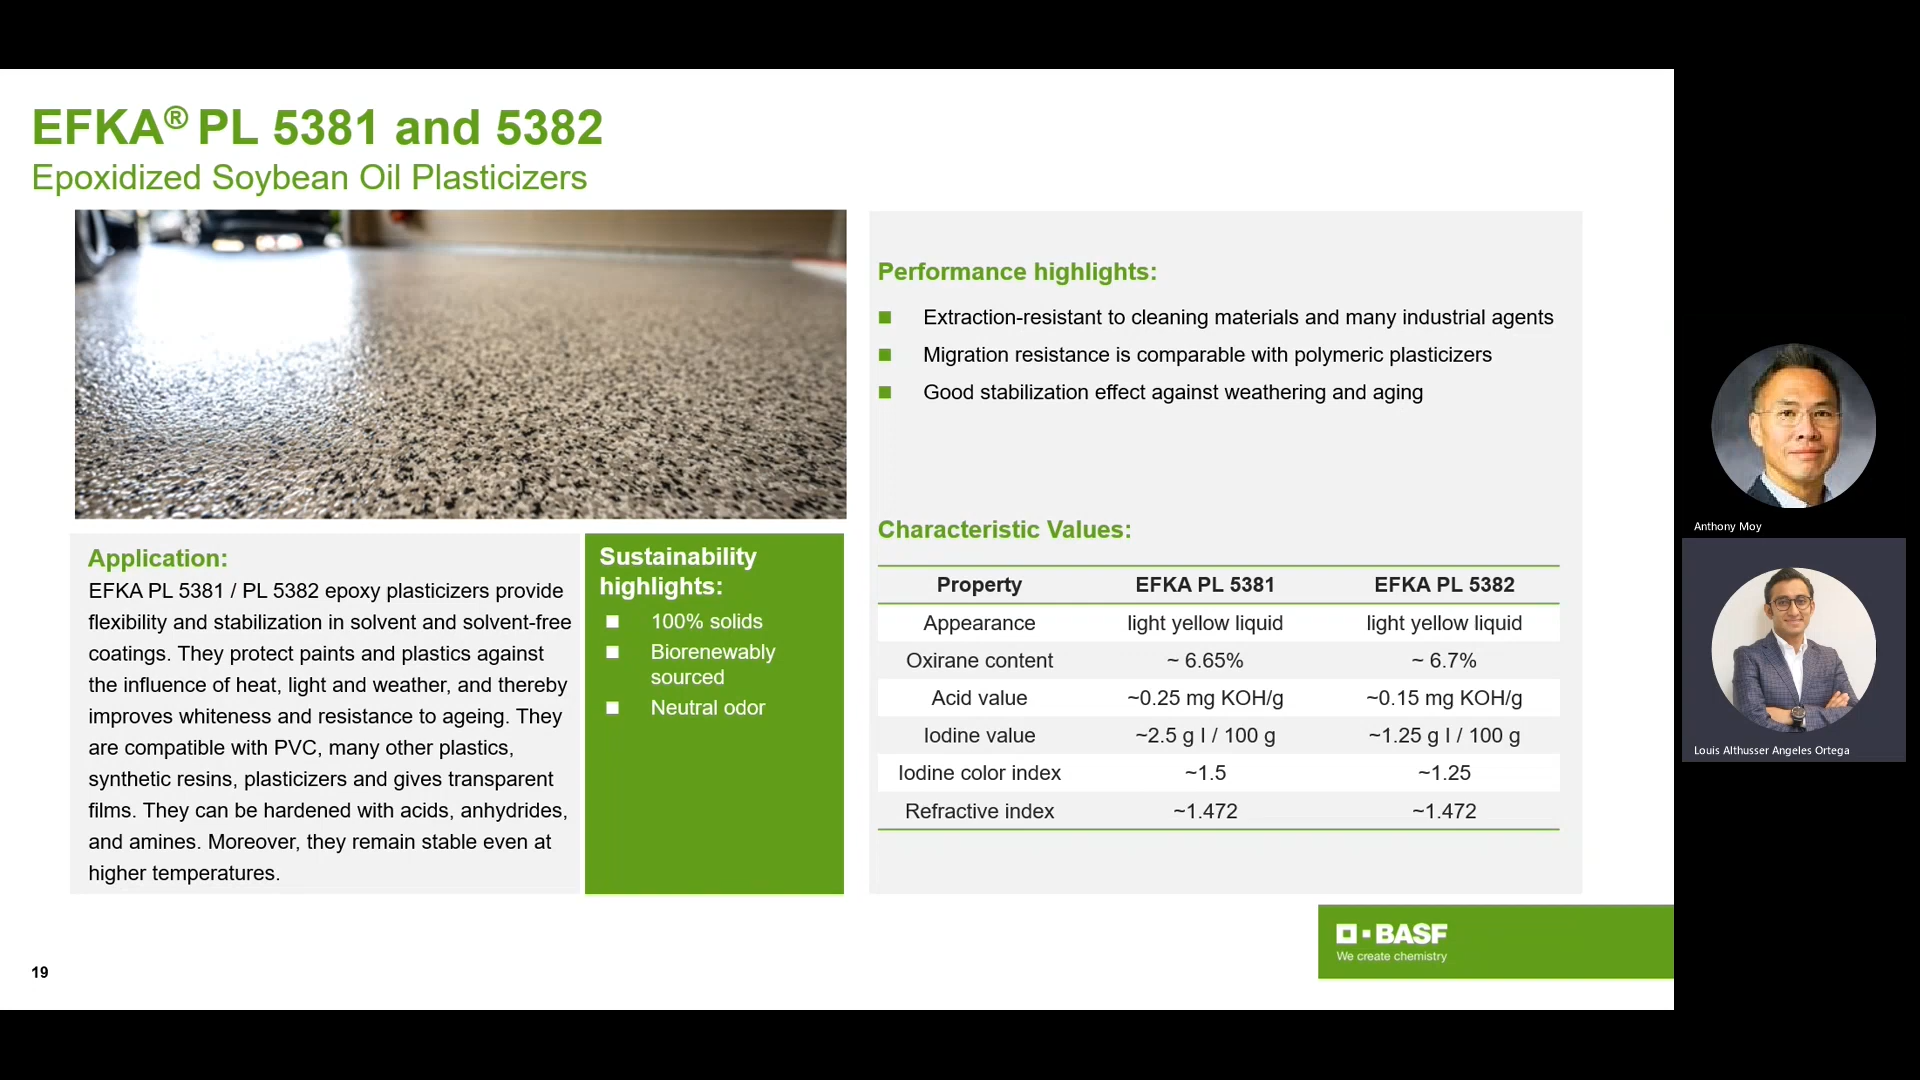 EFKA® PL 5381 and 5382
Epoxidized Soybean Oil Plasticizers
Application:
EFKA PL 5381 / PL 5382 epoxy plasticizers provide
flexibility and stabilization in solvent and solvent-free
coatings. They protect paints and plastics against
the influence of heat, light and weather, and thereby
improves whiteness and resistance to ageing. They
are compatible with PVC, many other plastics,
synthetic resins, plasticizers and gives transparent
films. They can be hardened with acids, anhydrides,
and amines. Moreover, they remain stable even at
higher temperatures.
Sustainability
highlights:
100% solids
Biorenewably
sourced
Neutral odor
Performance highlights:
Extraction-resistant to cleaning materials and many industrial agents
Migration resistance is comparable with polymeric plasticizers
Good stabilization effect against weathering and aging
Characteristic Values:
Property EFKA PL 5381 EFKA PL 5382
Appearance light yellow liquid light yellow liquid
Oxirane content ~ 6.65% ~ 6.7%
Acid value ~0.25 mg KOH/g ~0.15 mg KOH/g
Iodine value ~2.5 g I / 100 g ~1.25 g I / 100 g
Iodine color index ~1.5 ~1.25
Refractive index ~1.472 ~1.472
BASF
We create chemistry
19
Anthony Moy
Louis Althusser Angeles Ortega